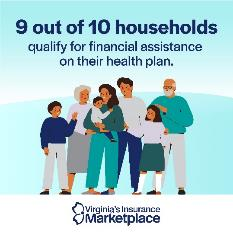 9 out of 10 households
qualify for financial assistance
on their health plan.
Virginia's Insurance
Marketplace